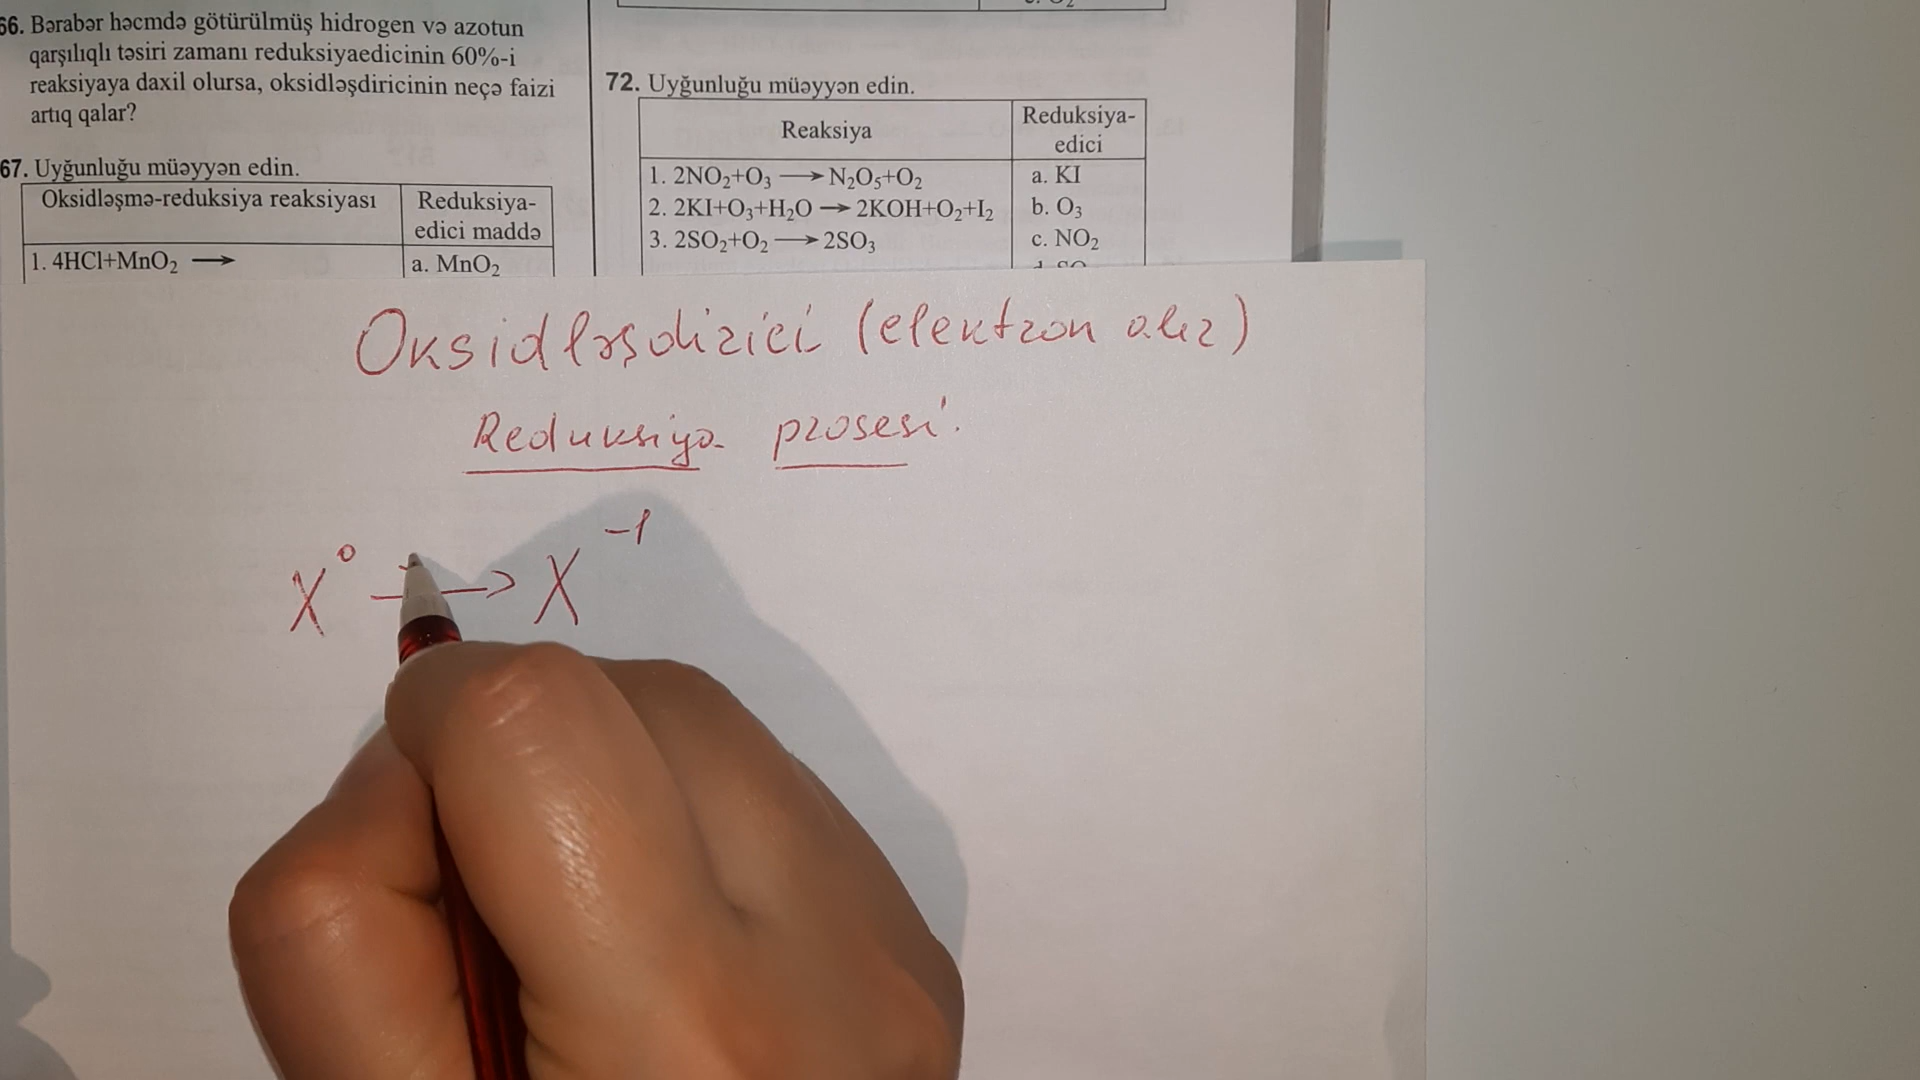 66. Bərabər həcmdə götürülmüş hidrogen və azotun
qarşılıqlı təsiri zamanı reduksiyaedicinin 60%-i
reaksiyaya daxil olursa, oksidləşdiricinin neçə faizi
artıq qalar?
67. Uyğunluğu müəyyən edin.
Oksidləşmə-reduksiya reaksiyası
Reduksiya-
edici maddə
1. 4HCl+MnO₂ ⟶
a. MnO₂
72. Uyğunluğu müəyyən edin.
Reaksiya
Reduksiya-
edici
1. 2NO₂+O₃ ⟶ N₂O₅+O₂
a. KI
2. 2KI+O₃+H₂O ⟶ 2KOH+O₂+I₂
b. O₃
3. 2SO₂+O₂ ⟶ 2SO₃
c. NO₂
Oksidləşdirici (elektron alır)
Reduksiya prosesi.
X⁰ ⟶ X⁻¹